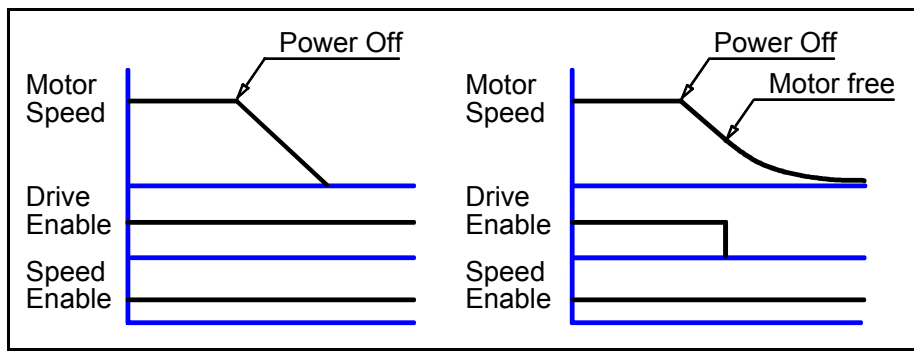 Power Off
Motor
Speed
Drive
Enable
Speed
Enable
Power Off
Motor free
Motor
Speed
Drive
Enable
Speed
Enable